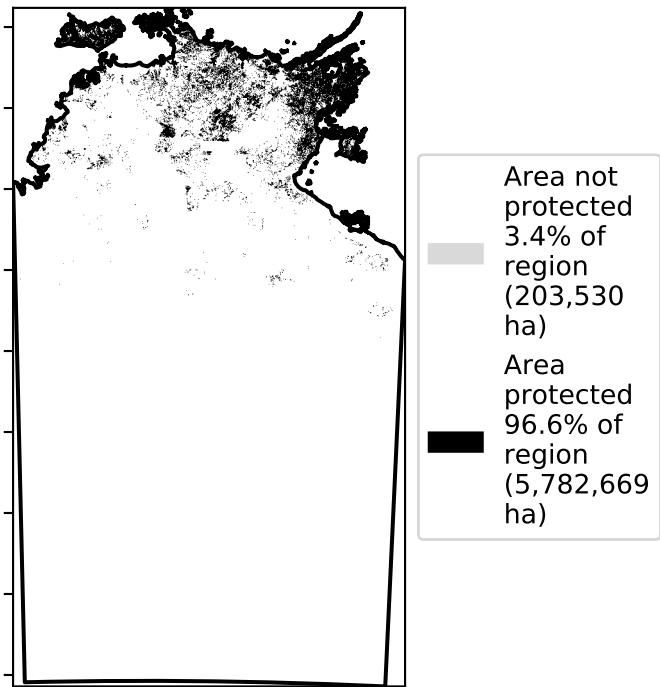 Area not
protected
3.4% of
region
(203,530
ha)
Area
protected
96.6% of
region
(5,782,669
ha)